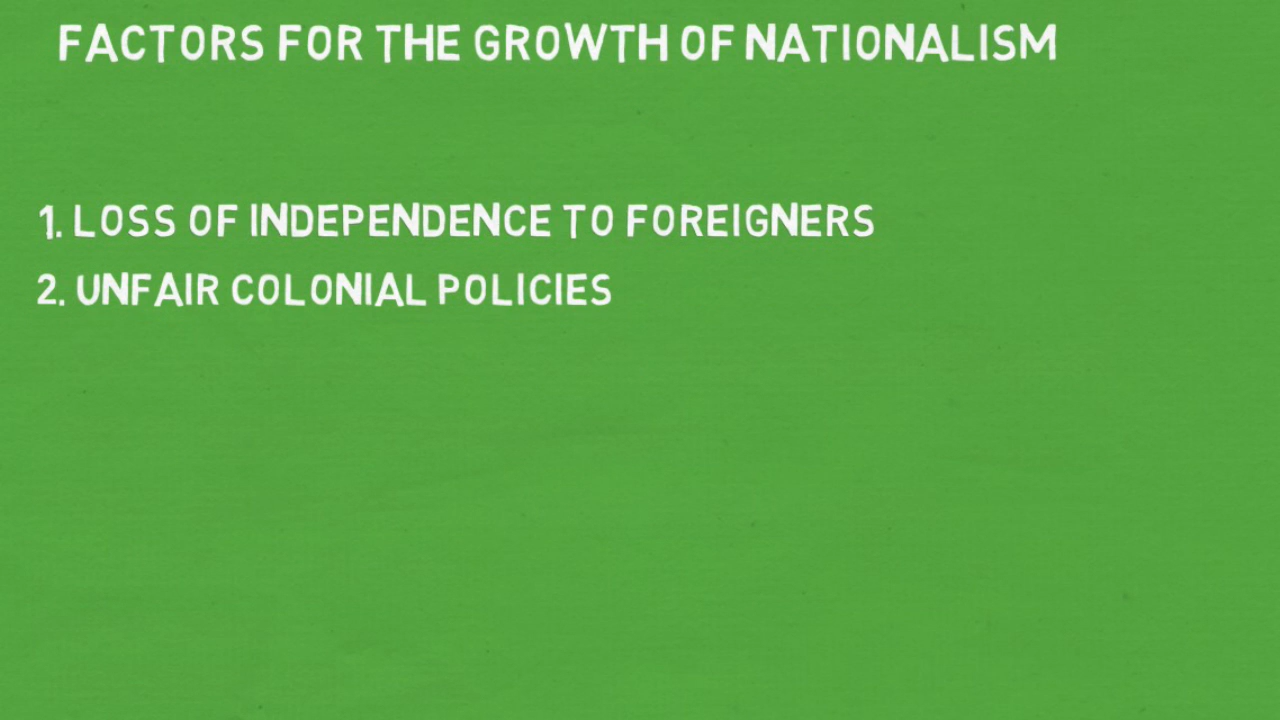 FACTORS FOR THE GROWTH OF NATIONALISM
1. LOSS OF INDEPENDENCE TO FOREIGNERS
2. UNFAIR COLONIAL POLICIES